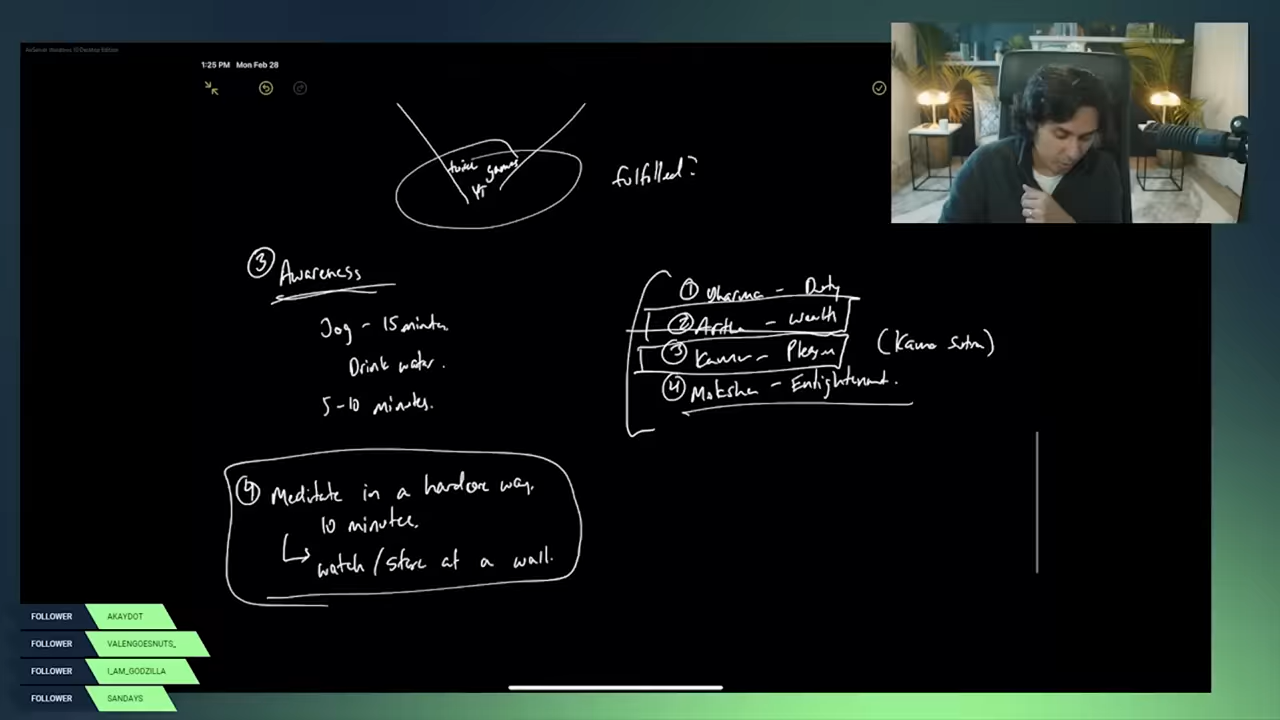 1:25 PM Mon Feb 28
games
YT
fulfilled?
③ Awareness
Jog - 15 minutes
Drink water.
5-10 minutes.
① Dharma - Duty
② Artha - Wealth
③ Kama - Pleasure
(Kama Sutra)
④ Moksha - Enlightenment.
④ Meditate in a hardcore way.
10 minutes.
↳ watch / stare at a wall.
FOLLOWER AKAYDOT
FOLLOWER VALENGOESNUTS_
FOLLOWER I_AM_GODZILLA
FOLLOWER SANDAYS